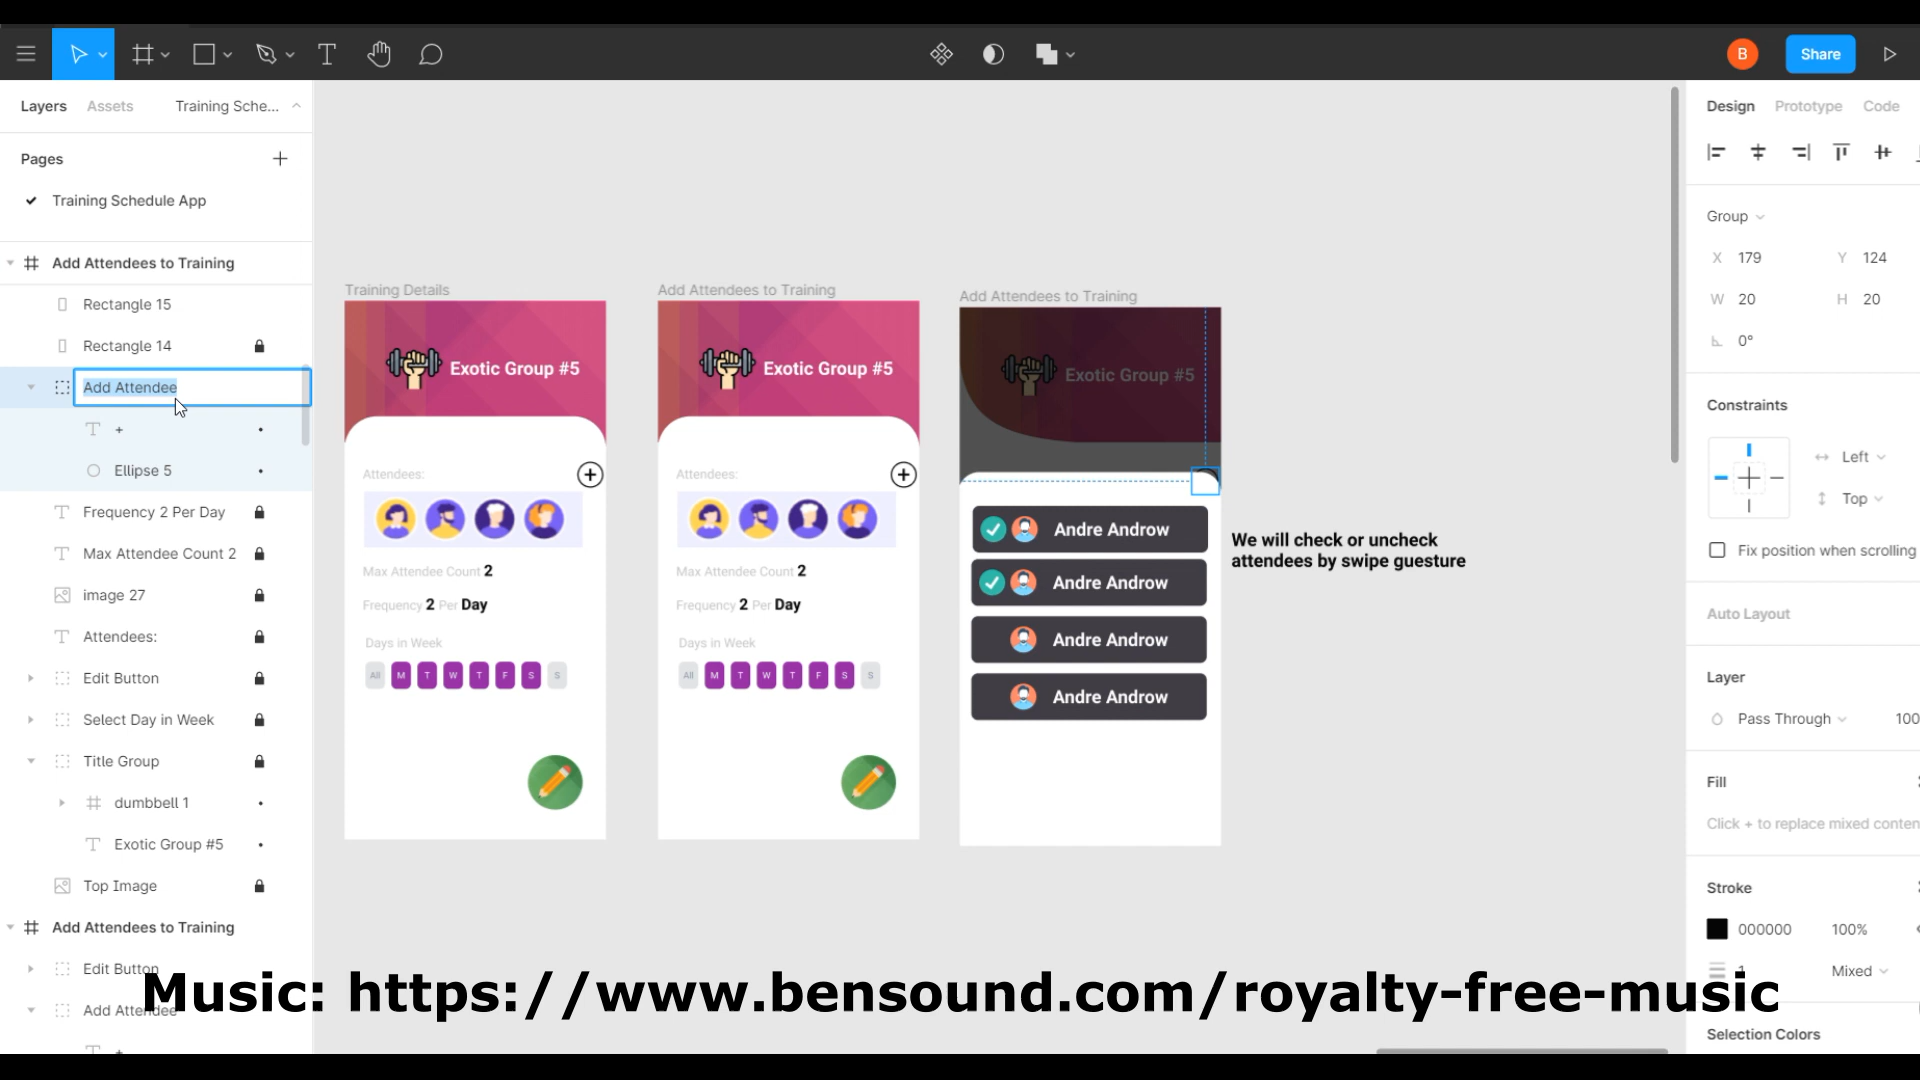 B
Share
Layers
Assets
Training Sche...
Pages
Training Schedule App
Add Attendees to Training
Rectangle 15
Rectangle 14
Add Attendee
+
Ellipse 5
Frequency 2 Per Day
Max Attendee Count 2
image 27
Attendees:
Edit Button
Select Day in Week
Title Group
dumbbell 1
Exotic Group #5
Top Image
Add Attendees to Training
Edit Button
Add Attendee
Training Details
Exotic Group #5
Attendees:
Max Attendee Count 2
Frequency 2 Per Day
Days in Week
All M T W T F S S
Add Attendees to Training
Exotic Group #5
Attendees:
Max Attendee Count 2
Frequency 2 Per Day
Days in Week
All M T W T F S S
Add Attendees to Training
Exotic Group #5
Andre Androw
Andre Androw
Andre Androw
Andre Androw
We will check or uncheck
attendees by swipe guesture
Design
Prototype
Code
Group
X 179
Y 124
W 20
H 20
0°
Constraints
Left
Top
Fix position when scrolling
Auto Layout
Layer
Pass Through
100
Fill
Click + to replace mixed conten
Stroke
000000
100%
1
Mixed
Selection Colors
Music: https://www.bensound.com/royalty-free-music